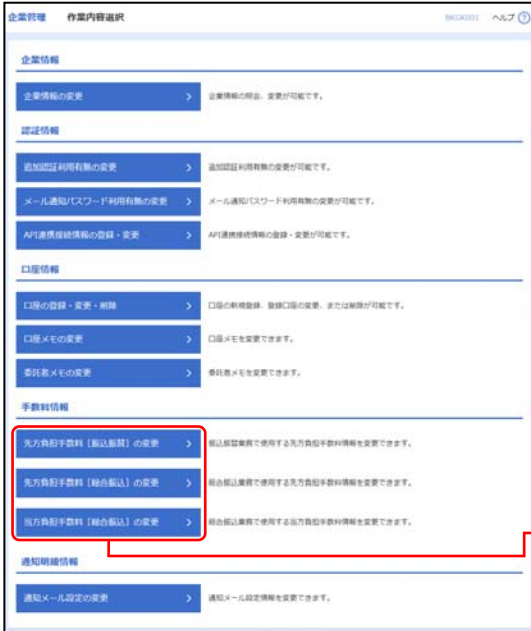 企業管理 作業内容選択 BKGK001 ヘルプ ?
企業情報
企業情報の変更 企業情報の照会、変更が可能です。
認証情報
追加認証利用有無の変更 追加認証利用有無の変更が可能です。
メール通知パスワード利用有無の変更 メール通知パスワード利用有無の変更が可能です。
API連携接続情報の登録・変更 API連携接続情報の登録・変更が可能です。
口座情報
口座の登録・変更・削除 口座の新規登録、登録口座の変更、または削除が可能です。
口座メモの変更 口座メモを変更できます。
委託者メモの変更 委託者メモを変更できます。
手数料情報
先方負担手数料［振込振替］の変更 振込振替業務で使用する先方負担手数料情報を変更できます。
先方負担手数料［総合振込］の変更 総合振込業務で使用する先方負担手数料情報を変更できます。
当方負担手数料［総合振込］の変更 総合振込業務で使用する当方負担手数料情報を変更できます。
通知明細情報
通知メール設定の変更 通知メール設定情報を変更できます。